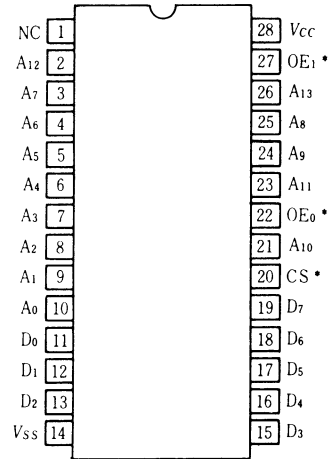 NC 1 28 Vcc
A12 2 27 OE1 *
A7 3 26 A13
A6 4 25 A8
A5 5 24 A9
A4 6 23 A11
A3 7 22 OE0 *
A2 8 21 A10
A1 9 20 CS *
A0 10 19 D7
D0 11 18 D6
D1 12 17 D5
D2 13 16 D4
Vss 14 15 D3